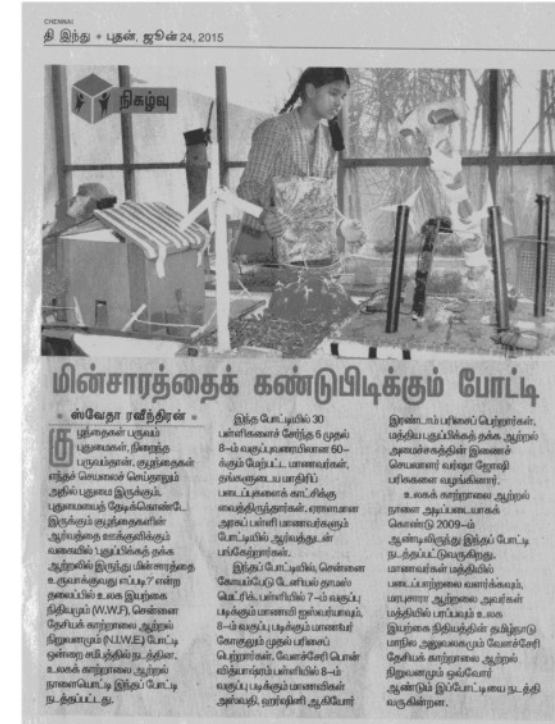 CHENNAI
தி இந்து • புதன், ஜூன் 24, 2015
நிகழ்வு
மின்சாரத்தைக் கண்டுபிடிக்கும் போட்டி
ஸ்வேதா ரவீந்திரன்
குழந்தைகள் பருவம்
புதுமைகள், நிறைந்த
பருவம்தான். குழந்தைகள்
எந்தச் செயலைச் செய்தாலும்
அதில் புதுமை இருக்கும்.
புதுமையைத் தேடிக்கொண்டே
இருக்கும் குழந்தைகளின்
ஆர்வத்தை ஊக்குவிக்கும்
வகையில் 'புதுப்பிக்கத் தக்க
ஆற்றலில் இருந்து மின்சாரத்தை
உருவாக்குவது எப்படி?' என்ற
தலைப்பில் உலக இயற்கை
நிதியமும் (W.W.F), சென்னை
தேசியக் காற்றாலை ஆற்றல்
நிறுவனமும் (N.I.W.E) போட்டி
ஒன்றை சமீபத்தில் நடத்தின.
உலகக் காற்றாலை ஆற்றல்
நாளையொட்டி இந்தப் போட்டி
நடத்தப்பட்டது.
இந்த போட்டியில் 30
பள்ளிகளைச் சேர்ந்த 6 முதல்
8-ம் வகுப்புவரையிலான 60-
க்கும் மேற்பட்ட மாணவர்கள்,
தங்களுடைய மாதிரிப்
படைப்புகளைக் காட்சிக்கு
வைத்திருந்தார்கள். ஏராளமான
அரசுப் பள்ளி மாணவர்களும்
போட்டியில் ஆர்வத்துடன்
பங்கேற்றார்கள்.
இந்தப் போட்டியில், சென்னை
கோயம்பேடு டேனியல் தாமஸ்
மெட்ரிக். பள்ளியில் 7-ம் வகுப்பு
படிக்கும் மாணவி ஐஸ்வர்யாவும்,
8-ம் வகுப்பு படிக்கும் மாணவர்
கோகுலும் முதல் பரிசைப்
பெற்றார்கள். வேளச்சேரி பொன்
வித்யாஷ்ரம் பள்ளியில் 8-ம்
வகுப்பு படிக்கும் மாணவிகள்
அஸ்வதி, ஹர்ஷினி ஆகியோர்
இரண்டாம் பரிசைப் பெற்றார்கள்.
மத்திய புதுப்பிக்கத் தக்க ஆற்றல்
அமைச்சகத்தின் இணைச்
செயலாளர் வர்ஷா ஜோஷி
பரிசுகளை வழங்கினார்.
உலகக் காற்றாலை ஆற்றல்
நாளை அடிப்படையாகக்
கொண்டு 2009-ம்
ஆண்டிலிருந்து இந்தப் போட்டி
நடத்தப்பட்டுவருகிறது.
மாணவர்கள் மத்தியில்
படைப்பாற்றலை வளர்க்கவும்,
மரபுசாரா ஆற்றலை அவர்கள்
மத்தியில் பரப்பவும் உலக
இயற்கை நிதியத்தின் தமிழ்நாடு
மாநில அலுவலகமும் வேளச்சேரி
தேசியக் காற்றாலை ஆற்றல்
நிறுவனமும் ஒவ்வோர்
ஆண்டும் இப்போட்டியை நடத்தி
வருகின்றன.